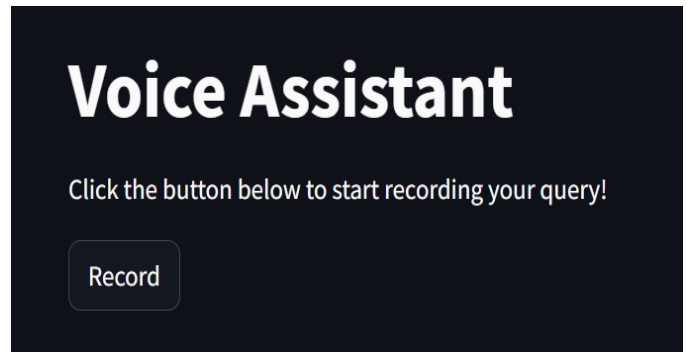 Voice Assistant
Click the button below to start recording your query!
Record